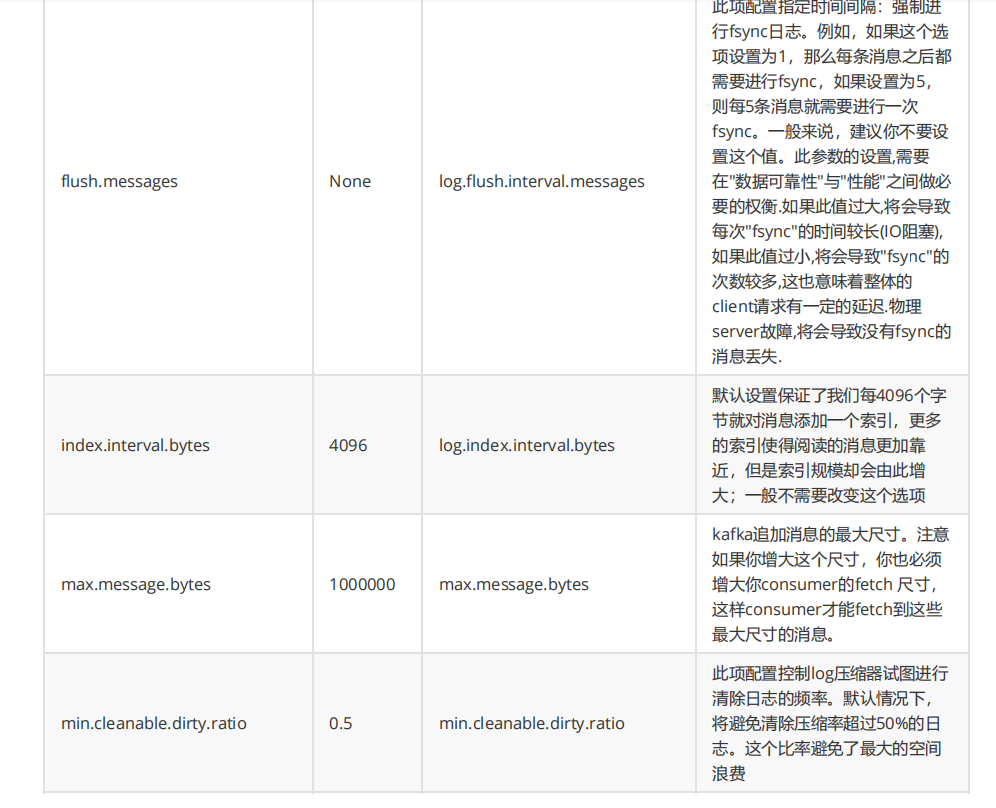 此项配置指定时间间隔：强制进
行fsync日志。例如，如果这个选
项设置为1，那么每条消息之后都
需要进行fsync，如果设置为5，
则每5条消息就需要进行一次
fsync。一般来说，建议你不要设
置这个值。此参数的设置,需要
flush.messages None log.flush.interval.messages 在"数据可靠性"与"性能"之间做必
要的权衡.如果此值过大,将会导致
每次"fsync"的时间较长(IO阻塞),
如果此值过小,将会导致"fsync"的
次数较多,这也意味着整体的
client请求有一定的延迟.物理
server故障,将会导致没有fsync的
消息丢失.
默认设置保证了我们每4096个字
节就对消息添加一个索引，更多
index.interval.bytes 4096 log.index.interval.bytes 的索引使得阅读的消息更加靠
近，但是索引规模却会由此增
大；一般不需要改变这个选项
kafka追加消息的最大尺寸。注意
如果你增大这个尺寸，你也必须
max.message.bytes 1000000 max.message.bytes 增大你consumer的fetch 尺寸，
这样consumer才能fetch到这些
最大尺寸的消息。
此项配置控制log压缩器试图进行
清除日志的频率。默认情况下，
min.cleanable.dirty.ratio 0.5 min.cleanable.dirty.ratio 将避免清除压缩率超过50%的日
志。这个比率避免了最大的空间
浪费